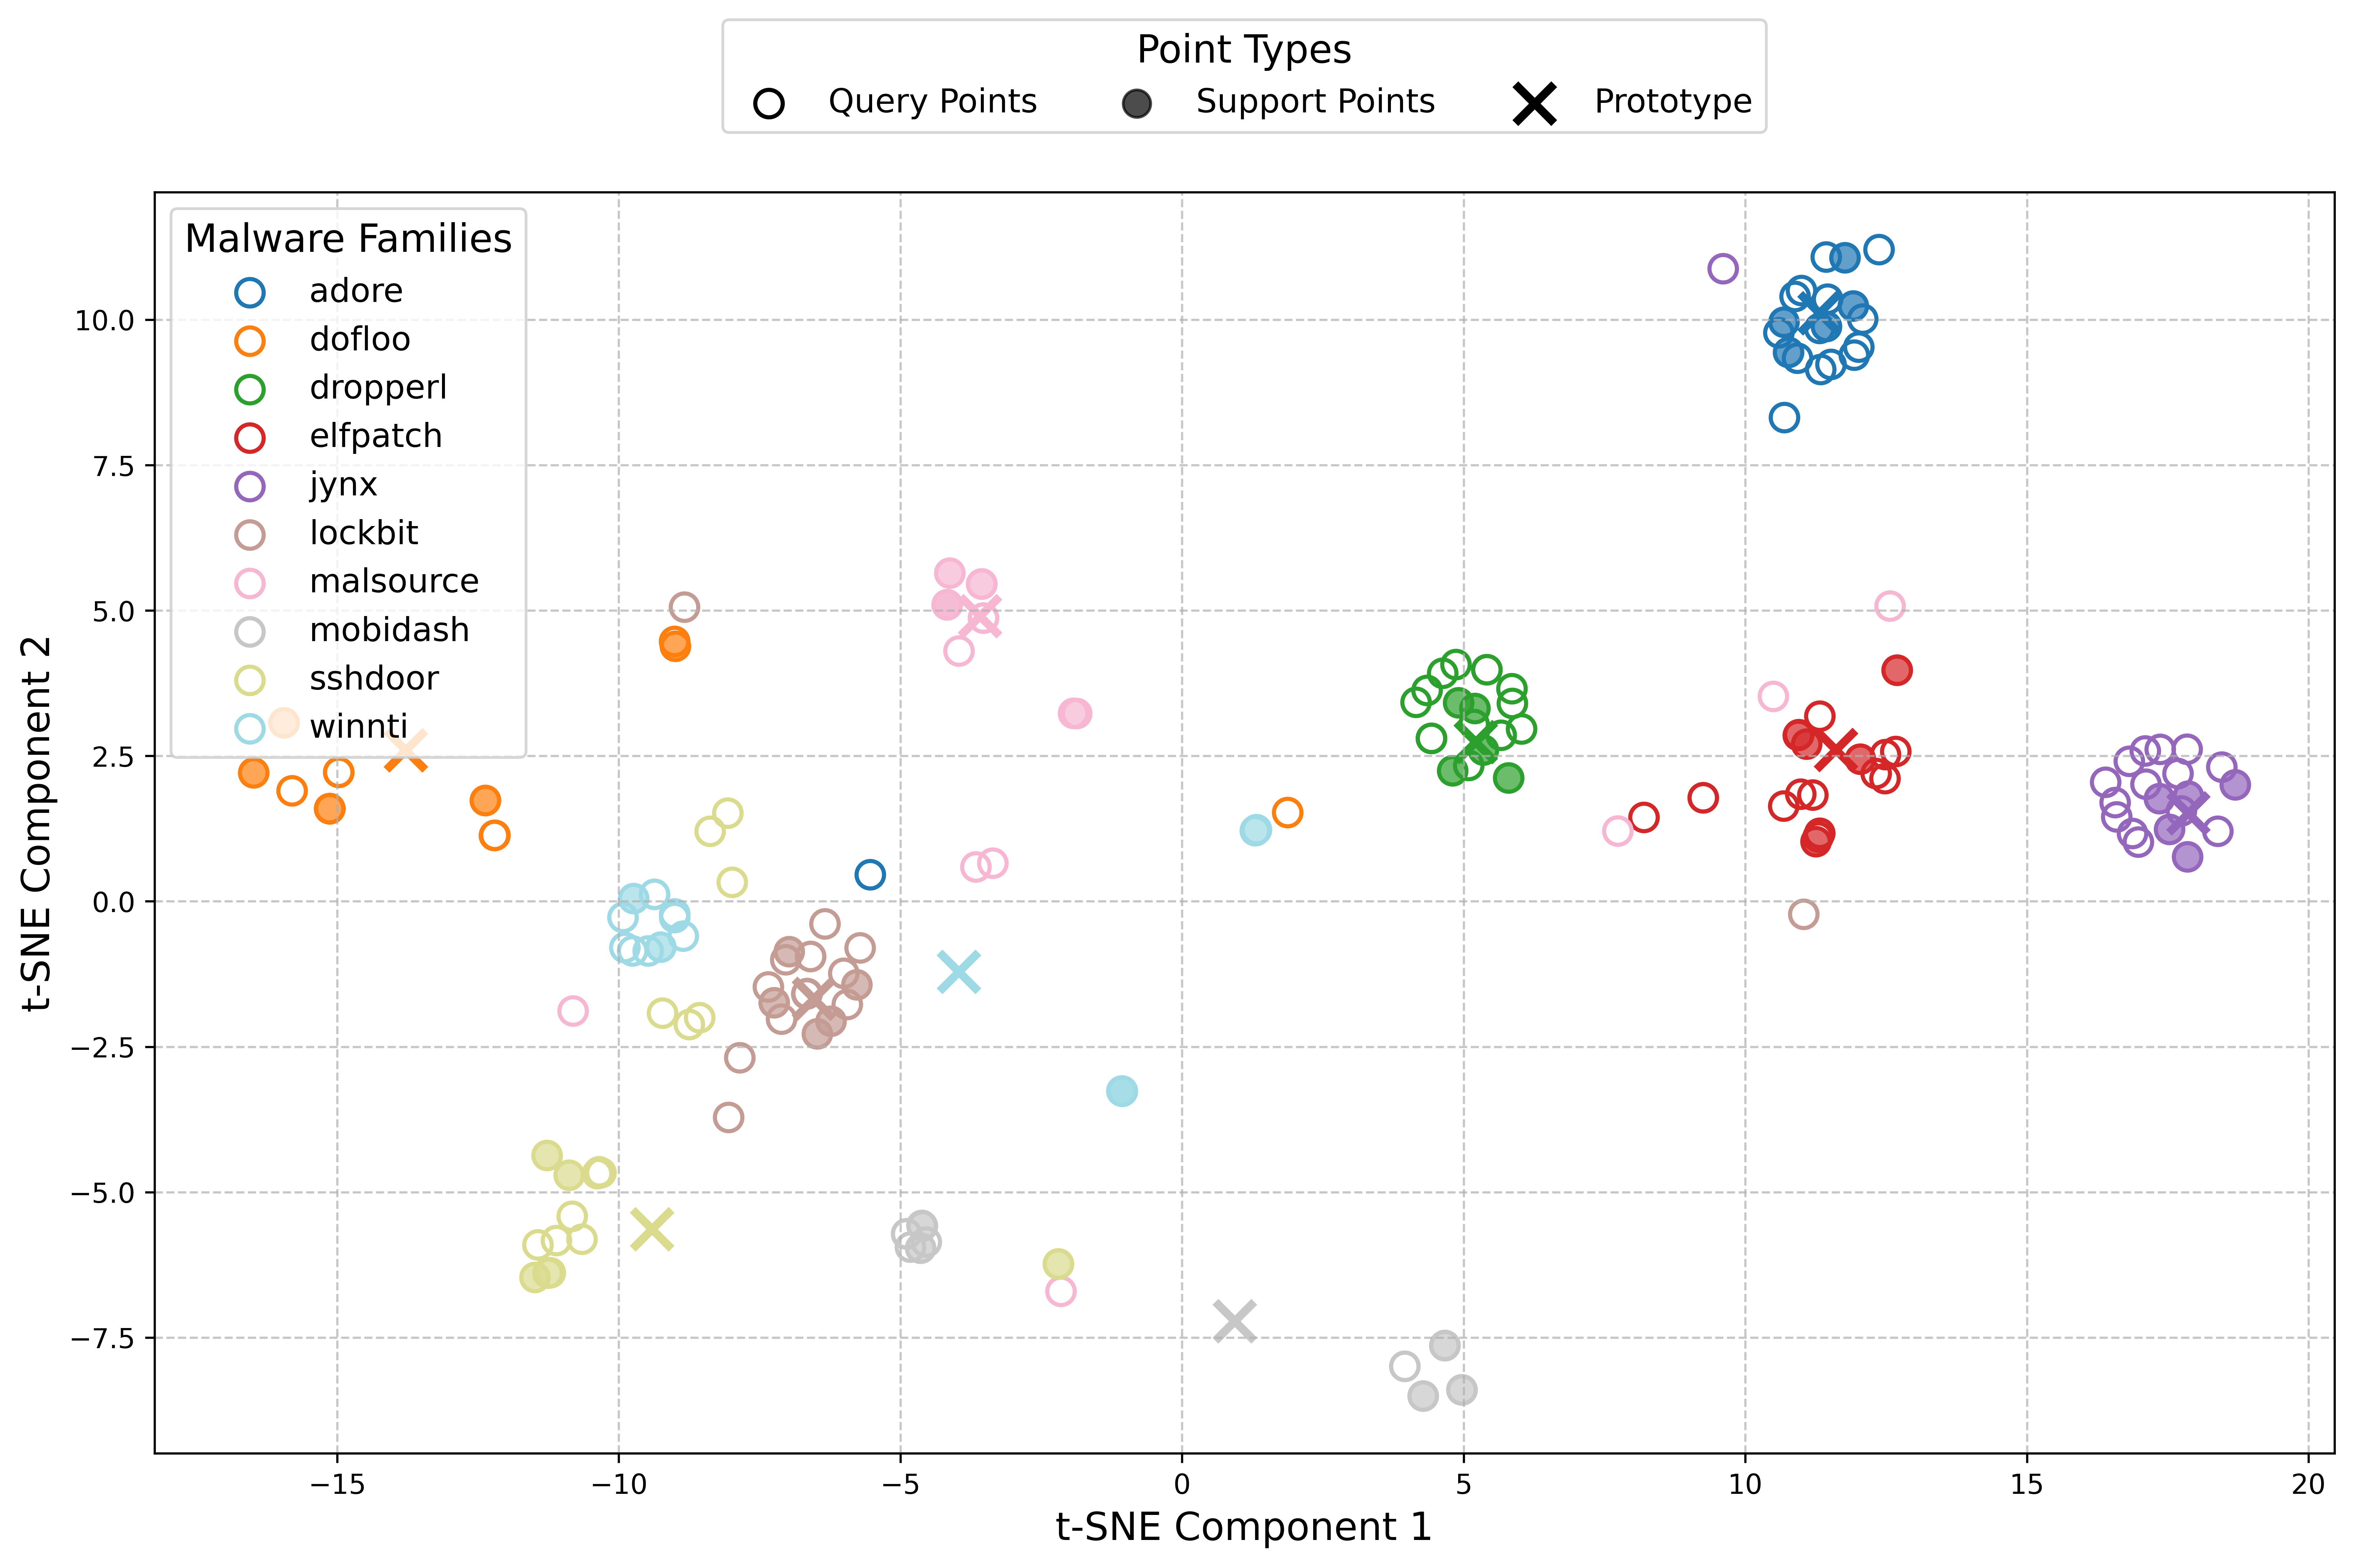 Point Types
Query Points
Support Points
Prototype
Malware Families
adore
dofloo
dropperl
elfpatch
jynx
lockbit
malsource
mobidash
sshdoor
winnti
10.0
7.5
5.0
2.5
0.0
−2.5
−5.0
−7.5
t-SNE Component 2
−15
−10
−5
0
5
10
15
20
t-SNE Component 1